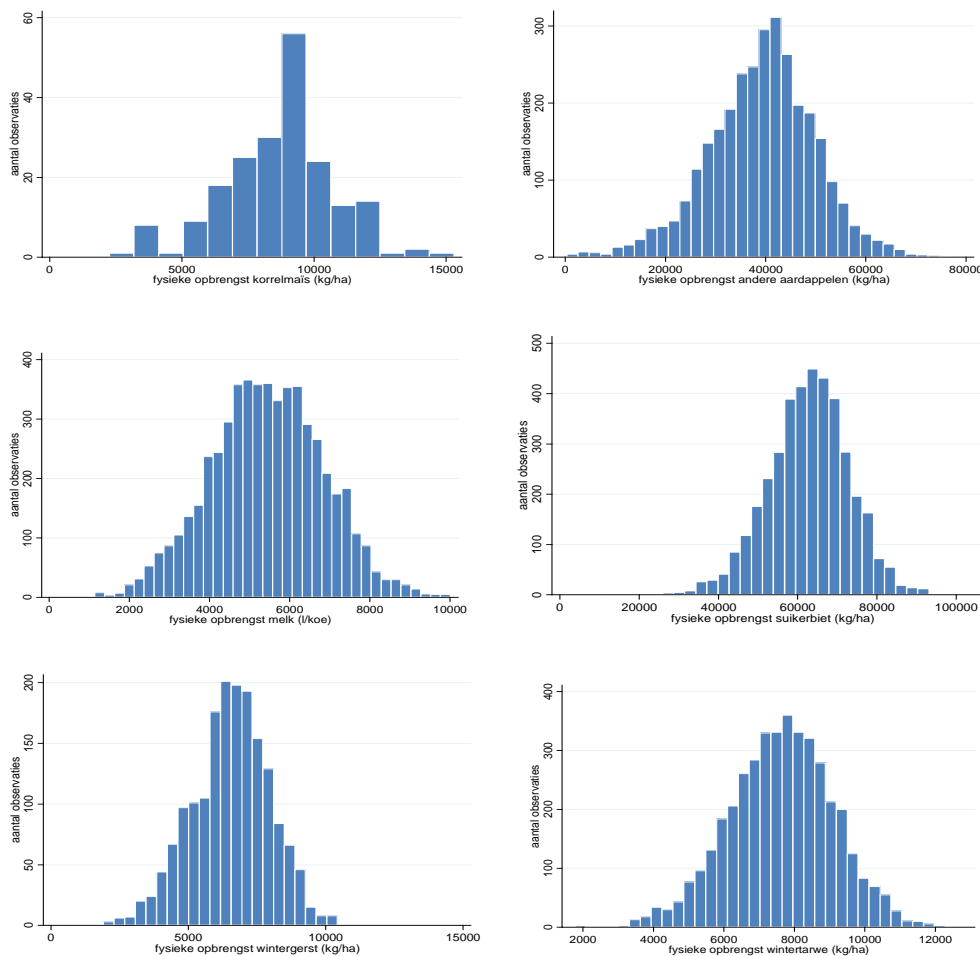 60
40
20
0
aantal observaties
0 5000 10000 15000
fysieke opbrengst korrelmaïs (kg/ha)
300
200
100
0
aantal observaties
0 20000 40000 60000 80000
fysieke opbrengst andere aardappelen (kg/ha)
400
300
200
100
0
aantal observaties
0 2000 4000 6000 8000 10000
fysieke opbrengst melk (l/koe)
500
400
300
200
100
0
aantal observaties
0 20000 40000 60000 80000 100000
fysieke opbrengst suikerbiet (kg/ha)
200
150
100
50
0
aantal observaties
0 5000 10000 15000
fysieke opbrengst wintergerst (kg/ha)
400
300
200
100
0
aantal observaties
2000 4000 6000 8000 10000 12000
fysieke opbrengst wintertarwe (kg/ha)